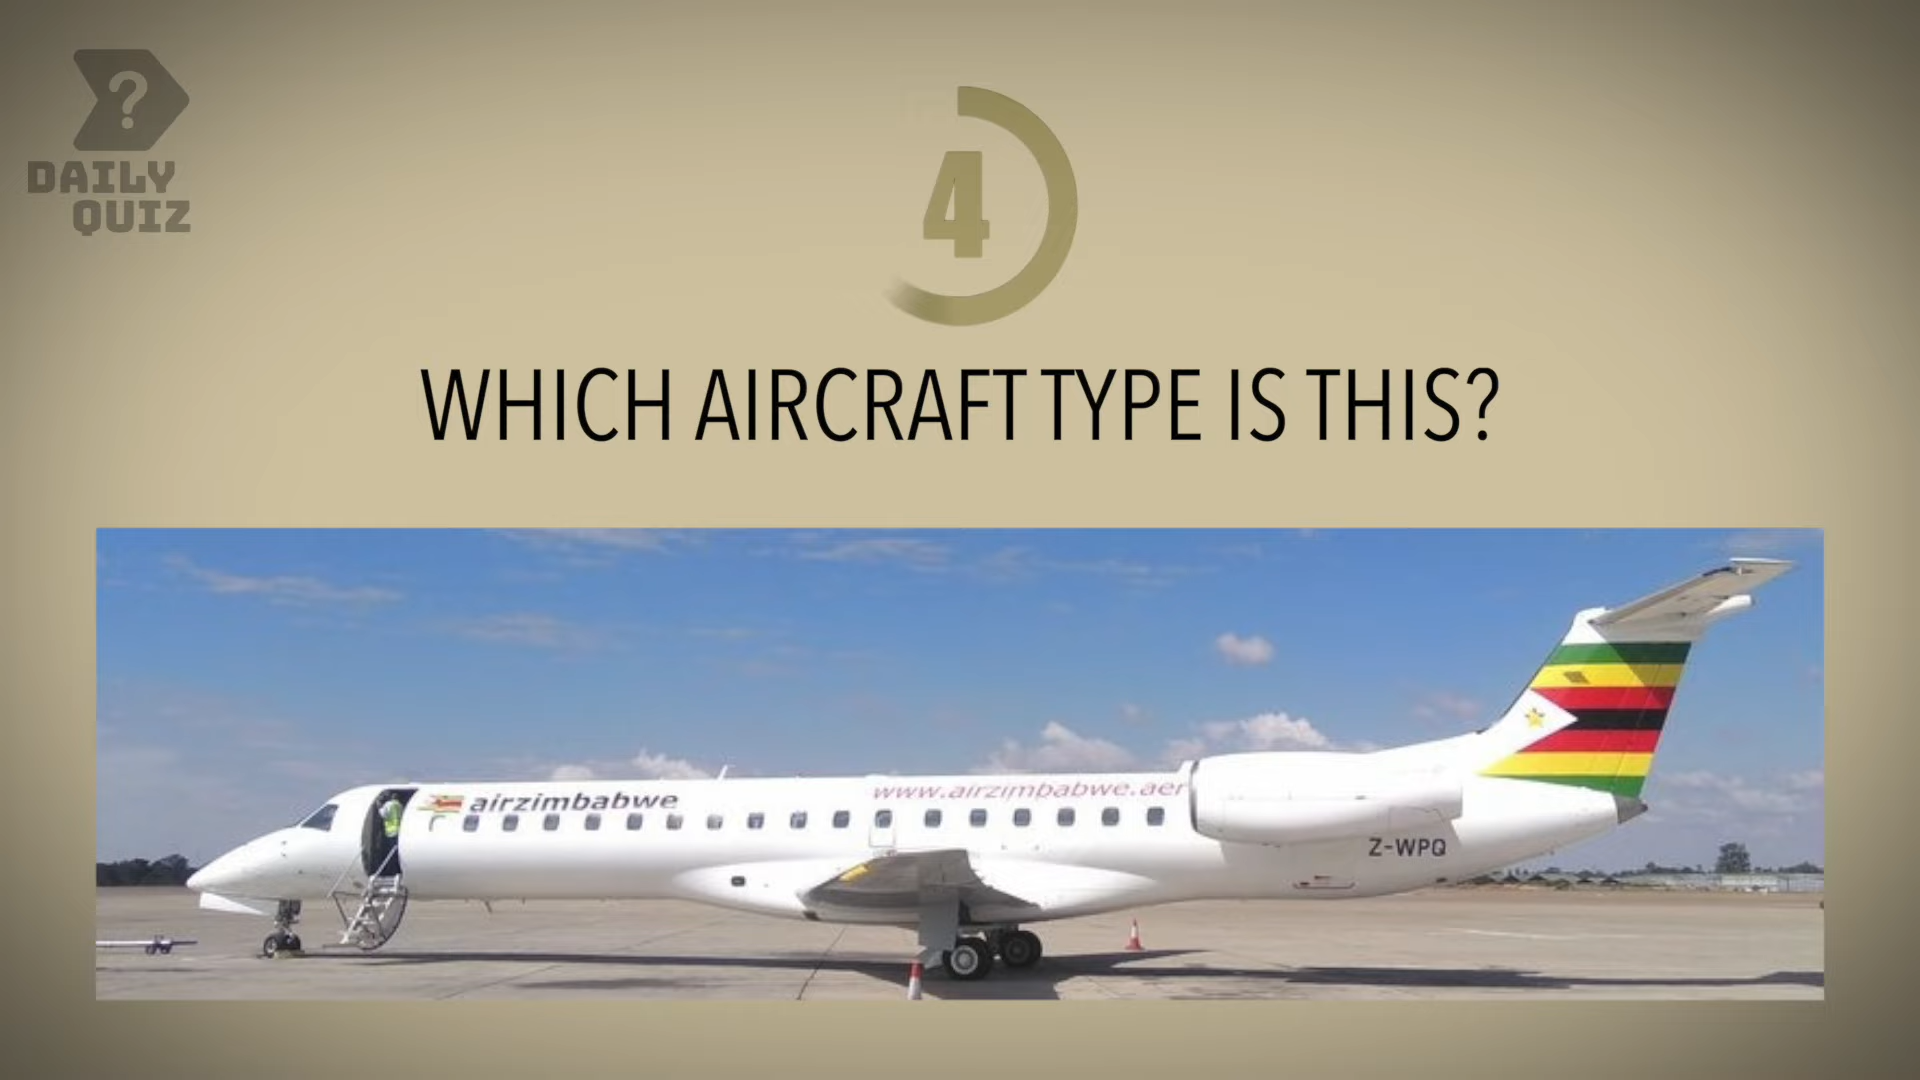 ?
DAILY
QUIZ
4
WHICH AIRCRAFT TYPE IS THIS?
airzimbabwe
www.airzimbabwe.aer
Z-WPQ